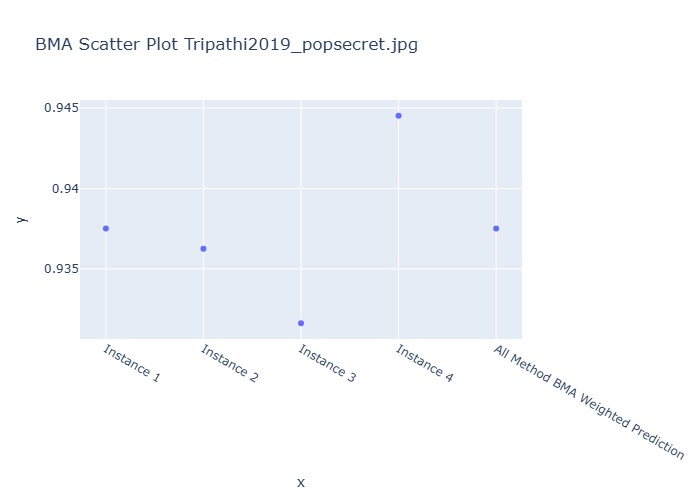 BMA Scatter Plot Tripathi2019_popsecret.jpg
0.945
0.94
0.935
y
Instance 1
Instance 2
Instance 3
Instance 4
All Method BMA Weighted Prediction
x